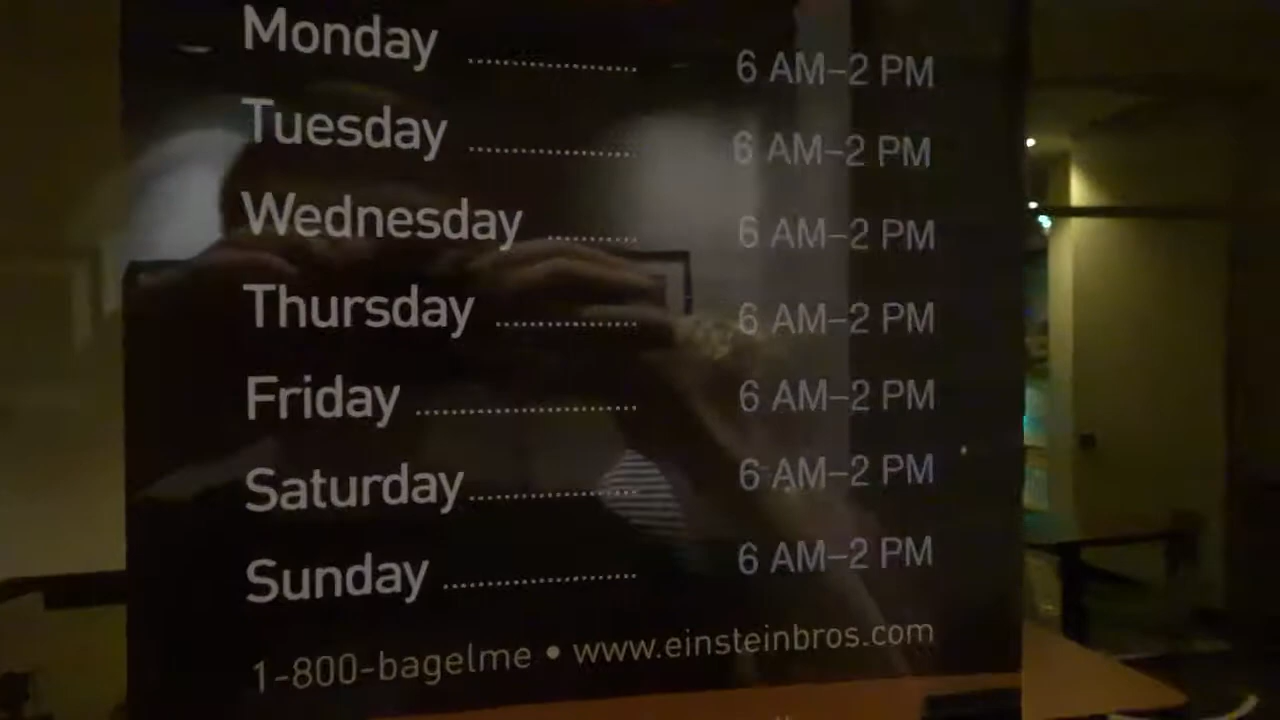 Monday ........................ 6 AM–2 PM
Tuesday ........................ 6 AM–2 PM
Wednesday ............. 6 AM–2 PM
Thursday .................... 6 AM–2 PM
Friday ................................ 6 AM–2 PM
Saturday ........................ 6 AM–2 PM
Sunday ............................ 6 AM–2 PM
1-800-bagelme • www.einsteinbros.com